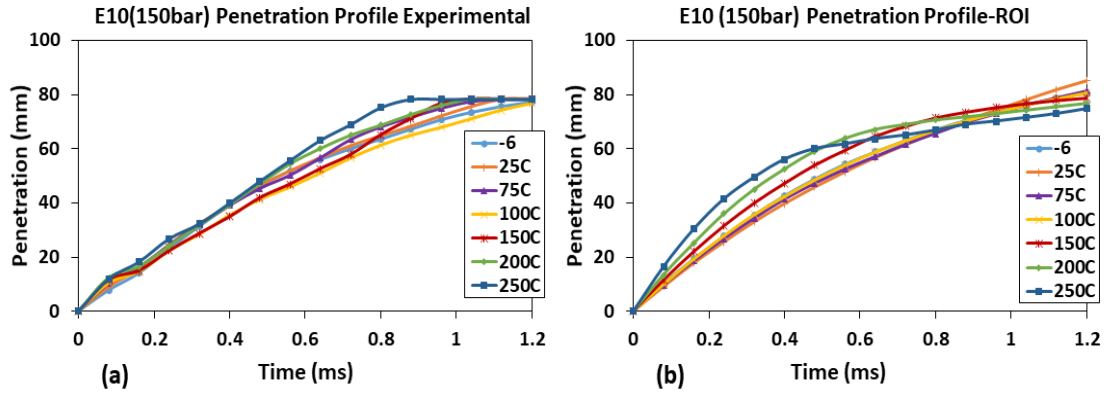 E10(150bar) Penetration Profile Experimental
100
80
60
40
20
0
Penetration (mm)
0 0.2 0.4 0.6 0.8 1 1.2
Time (ms)
(a)
-6
25C
75C
100C
150C
200C
250C
E10 (150bar) Penetration Profile-ROI
100
80
60
40
20
0
Penetration (mm)
0 0.2 0.4 0.6 0.8 1 1.2
Time (ms)
(b)
-6
25C
75C
100C
150C
200C
250C